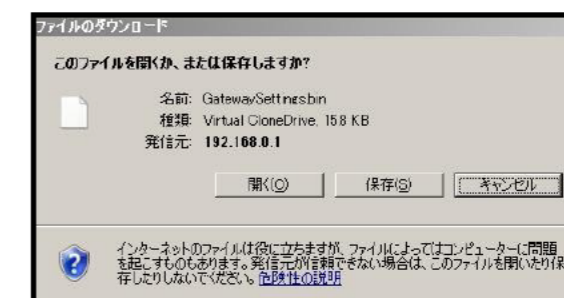 ファイルのダウンロード
このファイルを開くか、または保存しますか?
名前: GatewaySettings.bin
種類: Virtual CloneDrive, 158 KB
発信元: 192.168.0.1
開く(O) 保存(S) キャンセル
インターネットのファイルは役に立ちますが、ファイルによってはコンピューターに問題
を起こすものもあります。発信元が信頼できない場合は、このファイルを開いたり保
存したりしないでください。危険性の説明